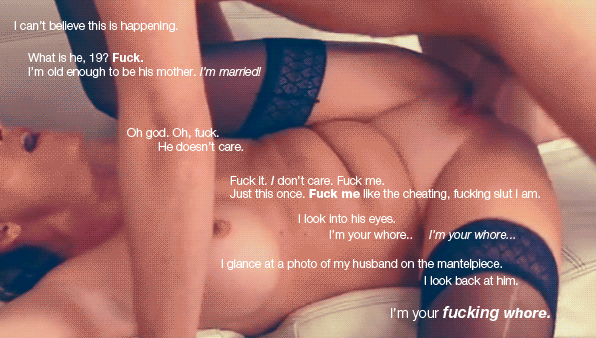 I can't believe this is happening.
What is he, 19? Fuck.
I'm old enough to be his mother. I'm married!
Oh god. Oh, fuck.
He doesn't care.
Fuck it. I don't care. Fuck me.
Just this once. Fuck me like the cheating, fucking slut I am.
I look into his eyes.
I'm your whore.. I'm your whore...
I glance at a photo of my husband on the mantelpiece.
I look back at him.
I'm your fucking whore.